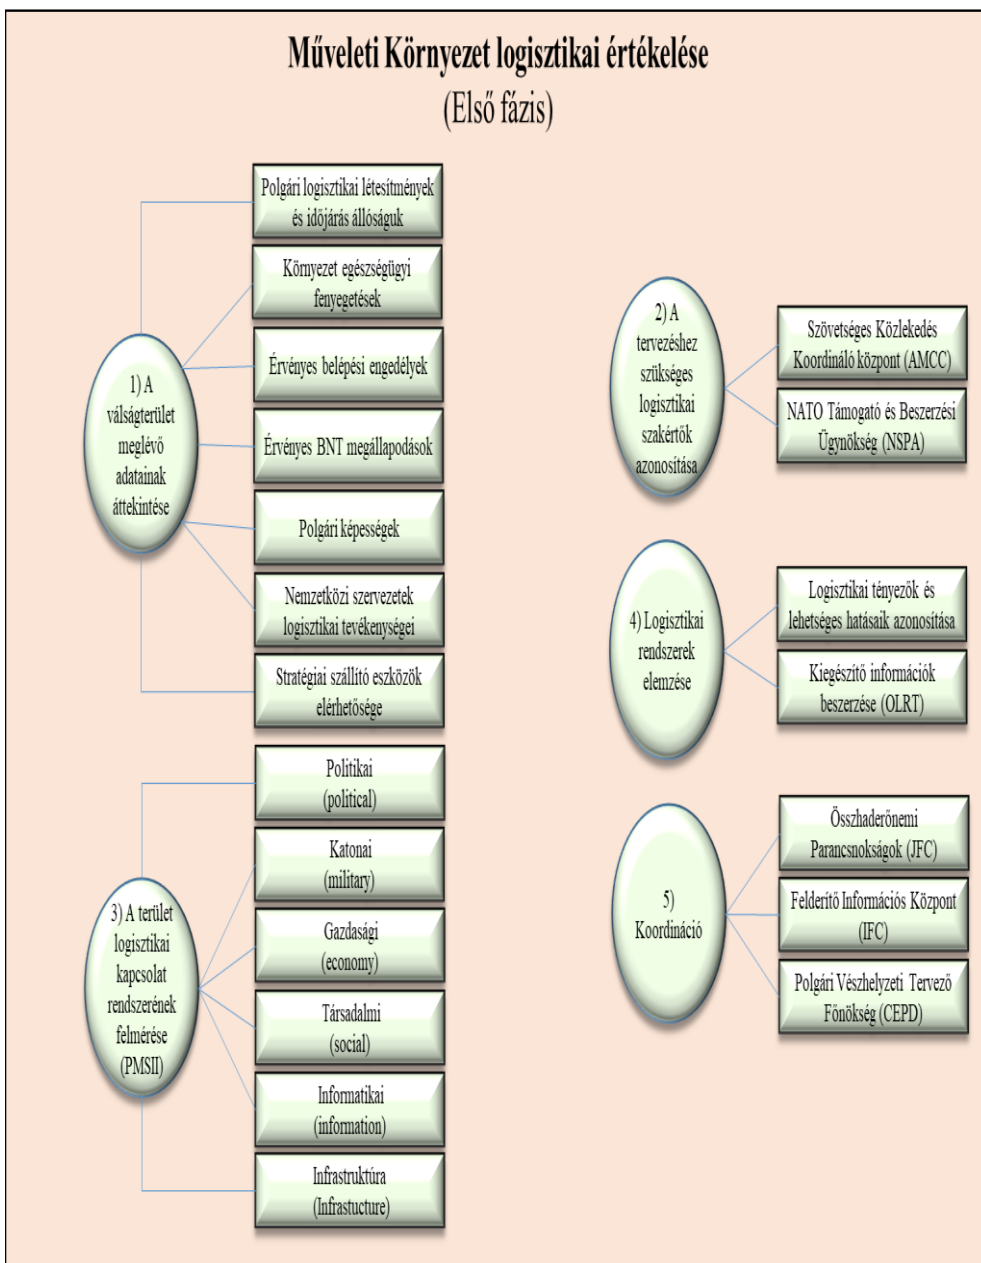 Műveleti Környezet logisztikai értékelése
(Első fázis)
1) A
válságterület
meglévő
adatainak
áttekintése
Polgári logisztikai létesítmények
és időjárás állóságuk
Környezet egészségügyi
fenyegetések
Érvényes belépési engedélyek
Érvényes BNT megállapodások
Polgári képességek
Nemzetközi szervezetek
logisztikai tevékenységei
Stratégiai szállító eszközök
elérhetősége
2) A
tervezéshez
szükséges
logisztikai
szakértők
azonosítása
Szövetséges Közlekedés
Koordináló központ (AMCC)
NATO Támogató és Beszerzési
Ügynökség (NSPA)
3) A terület
logisztikai
kapcsolat
rendszerének
felmérése
(PMSII)
Politikai
(political)
Katonai
(military)
Gazdasági
(economy)
Társadalmi
(social)
Informatikai
(information)
Infrastruktúra
(Infrastucture)
4) Logisztikai
rendszerek
elemzése
Logisztikai tényezők és
lehetséges hatásaik azonosítása
Kiegészítő információk
beszerzése (OLRT)
5)
Koordináció
Összhaderőnemi
Parancsnokságok (JFC)
Felderítő Információs Központ
(IFC)
Polgári Vészhelyzeti Tervező
Főnökség (CEPD)